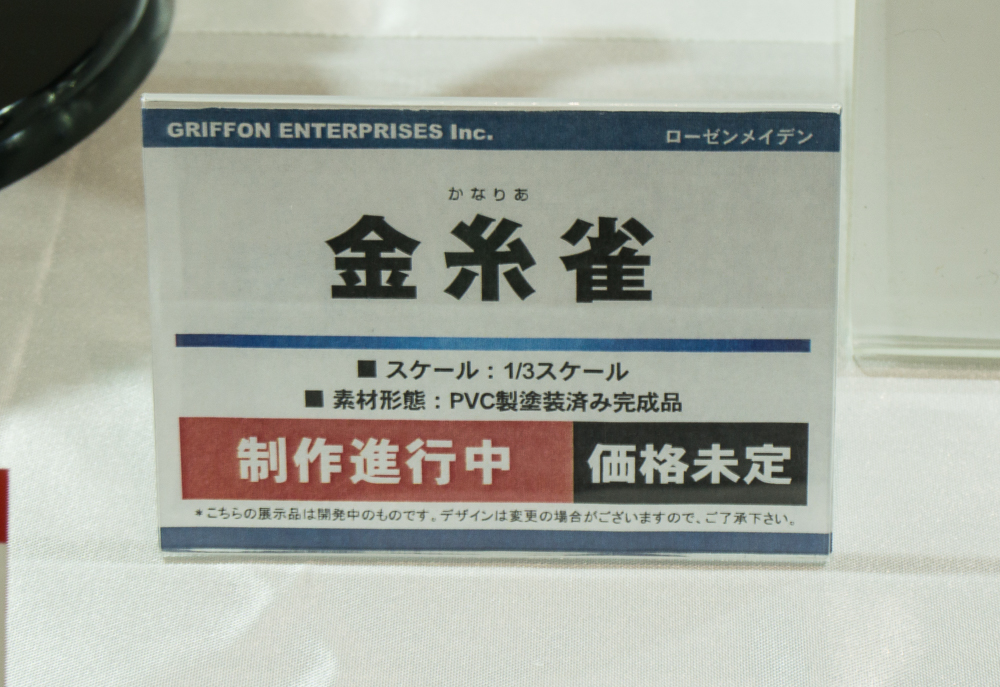 GRIFFON ENTERPRISES Inc. ローゼンメイデン
かなりあ
金糸雀
■ スケール：1/3スケール
■ 素材形態：PVC製塗装済み完成品
制作進行中 価格未定
*こちらの展示品は開発中のものです。デザインは変更の場合がございますので、ご了承下さい。